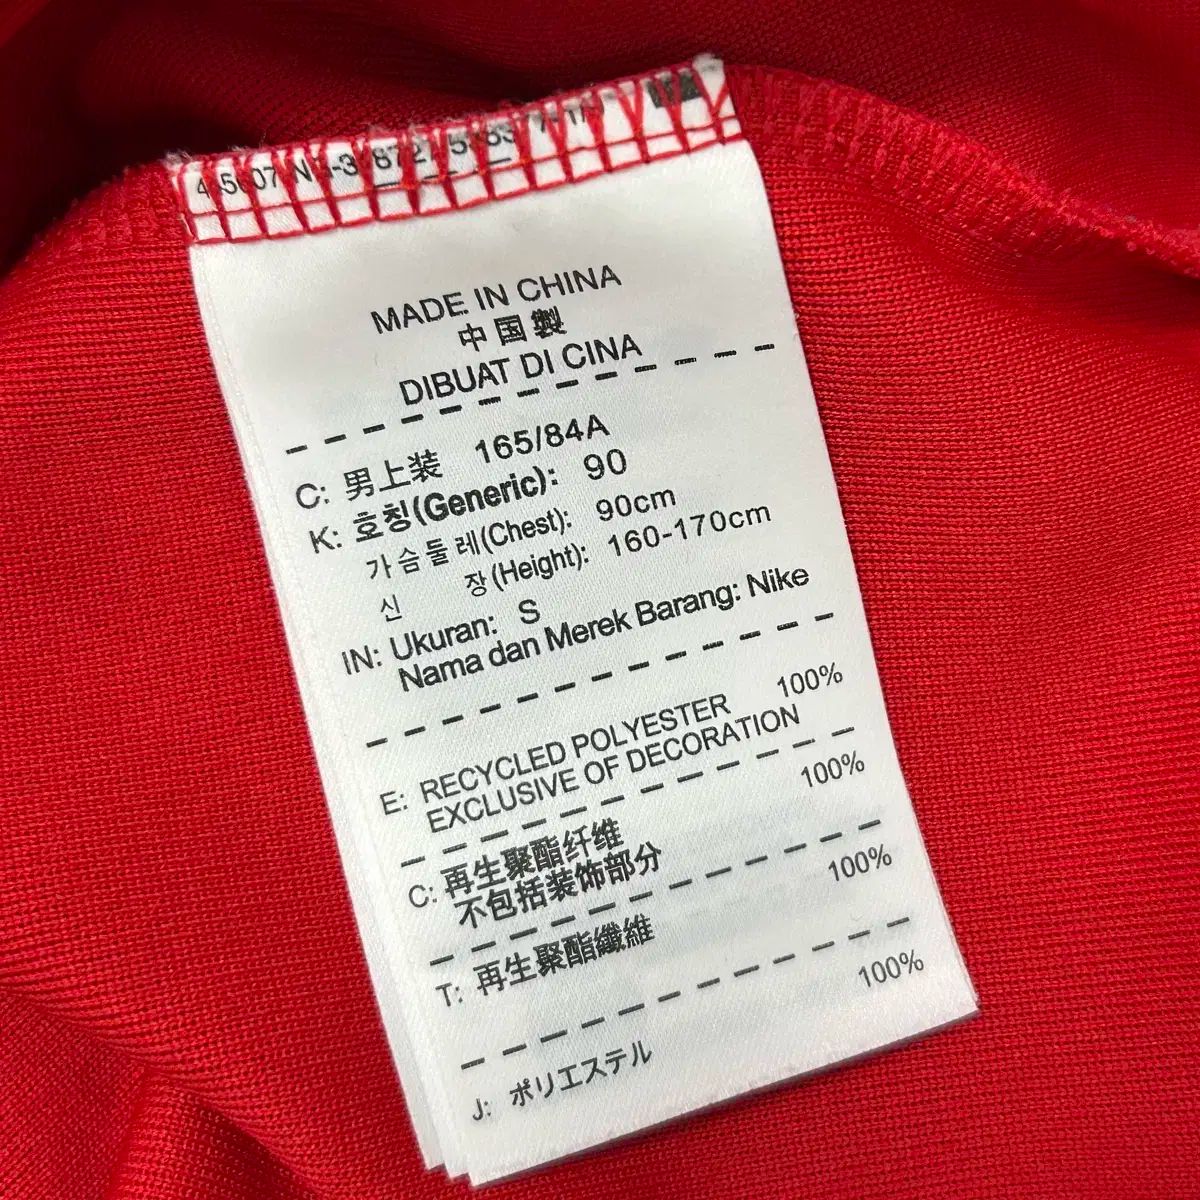 MADE IN CHINA
中国製
DIBUAT DI CINA
C: 男上装 165/84A
K: 호칭(Generic): 90
가슴둘레(Chest): 90cm
신 장(Height): 160-170cm
IN: Ukuran: S
Nama dan Merek Barang: Nike
E: RECYCLED POLYESTER 100%
EXCLUSIVE OF DECORATION
C: 再生聚酯纤维 100%
不包括装饰部分
T: 再生聚酯纖維 100%
J: ポリエステル 100%